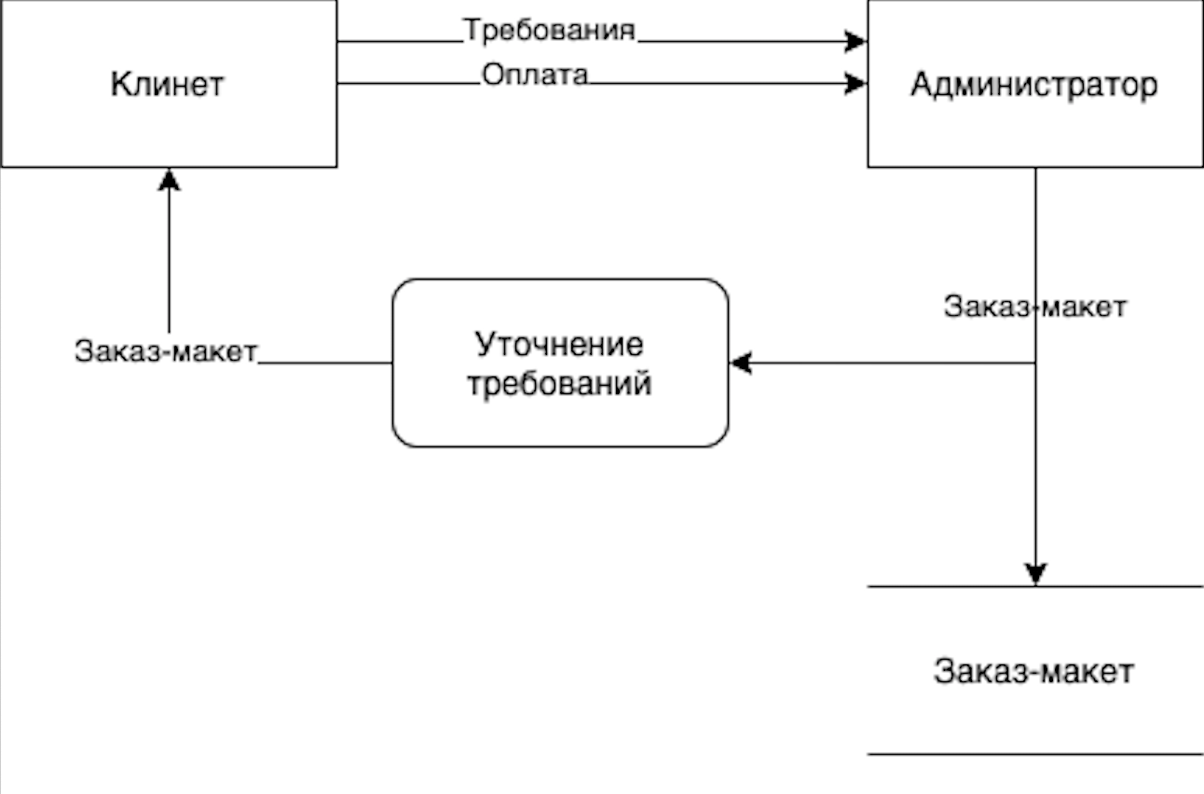 Требования
Оплата
Клинет
Администратор
Заказ-макет
Заказ-макет
Уточнение
требований
Заказ-макет